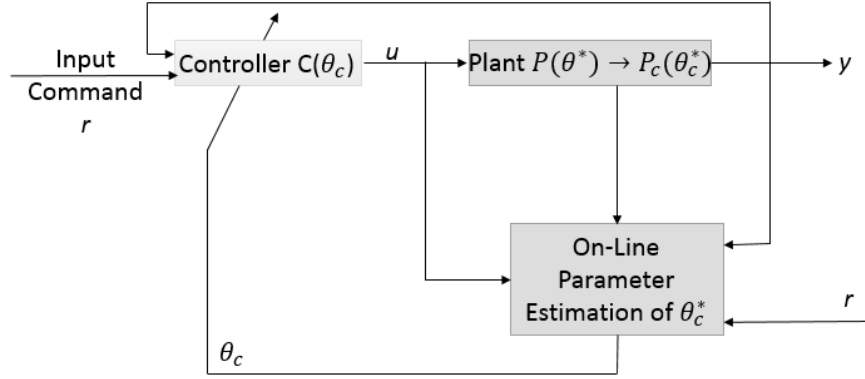 Input
Command
r
Controller C(θ_c)
u
Plant P(θ*) → P_c(θ_c*)
y
On-Line
Parameter
Estimation of θ_c*
r
θ_c